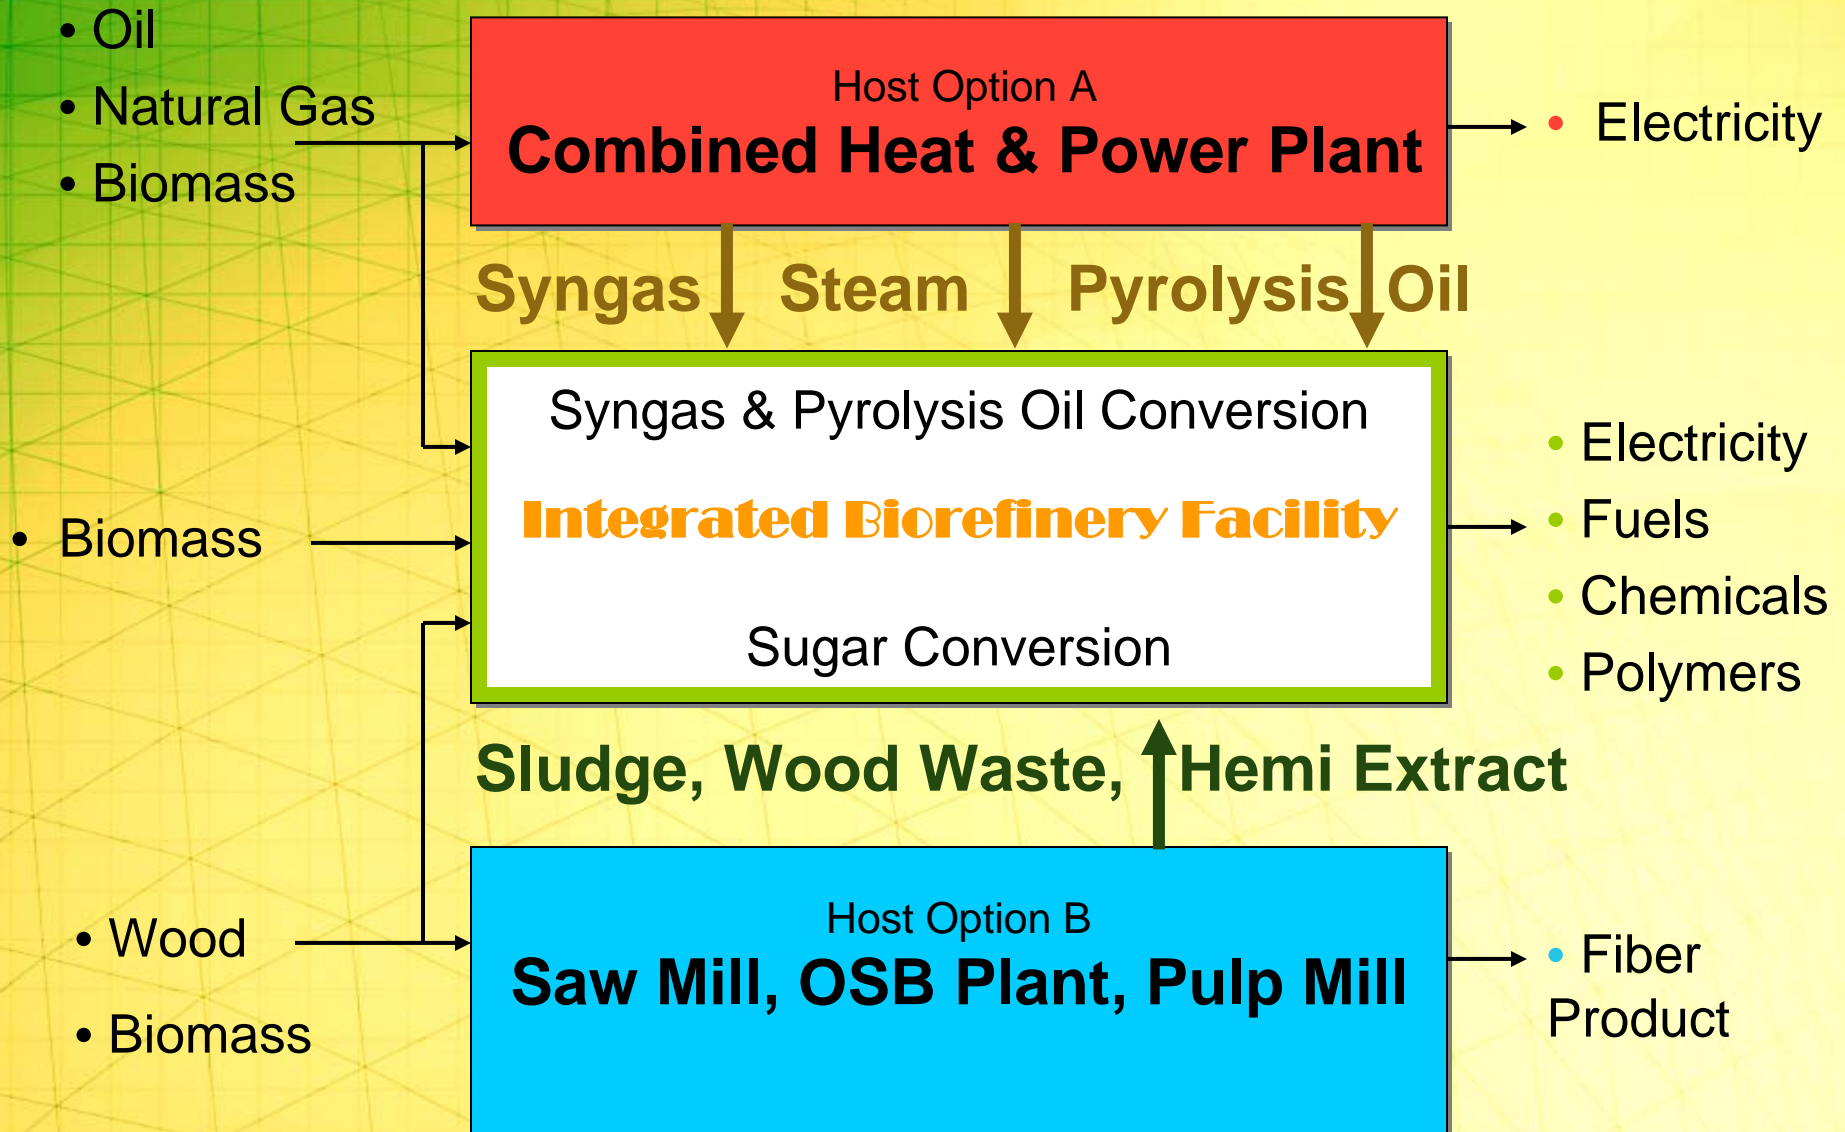 • Oil
• Natural Gas
• Biomass
Host Option A
Combined Heat & Power Plant
• Electricity
Syngas Steam Pyrolysis Oil
Syngas & Pyrolysis Oil Conversion
Integrated Biorefinery Facility
Sugar Conversion
• Biomass
• Electricity
• Fuels
• Chemicals
• Polymers
Sludge, Wood Waste, Hemi Extract
• Wood
• Biomass
Host Option B
Saw Mill, OSB Plant, Pulp Mill
• Fiber
Product